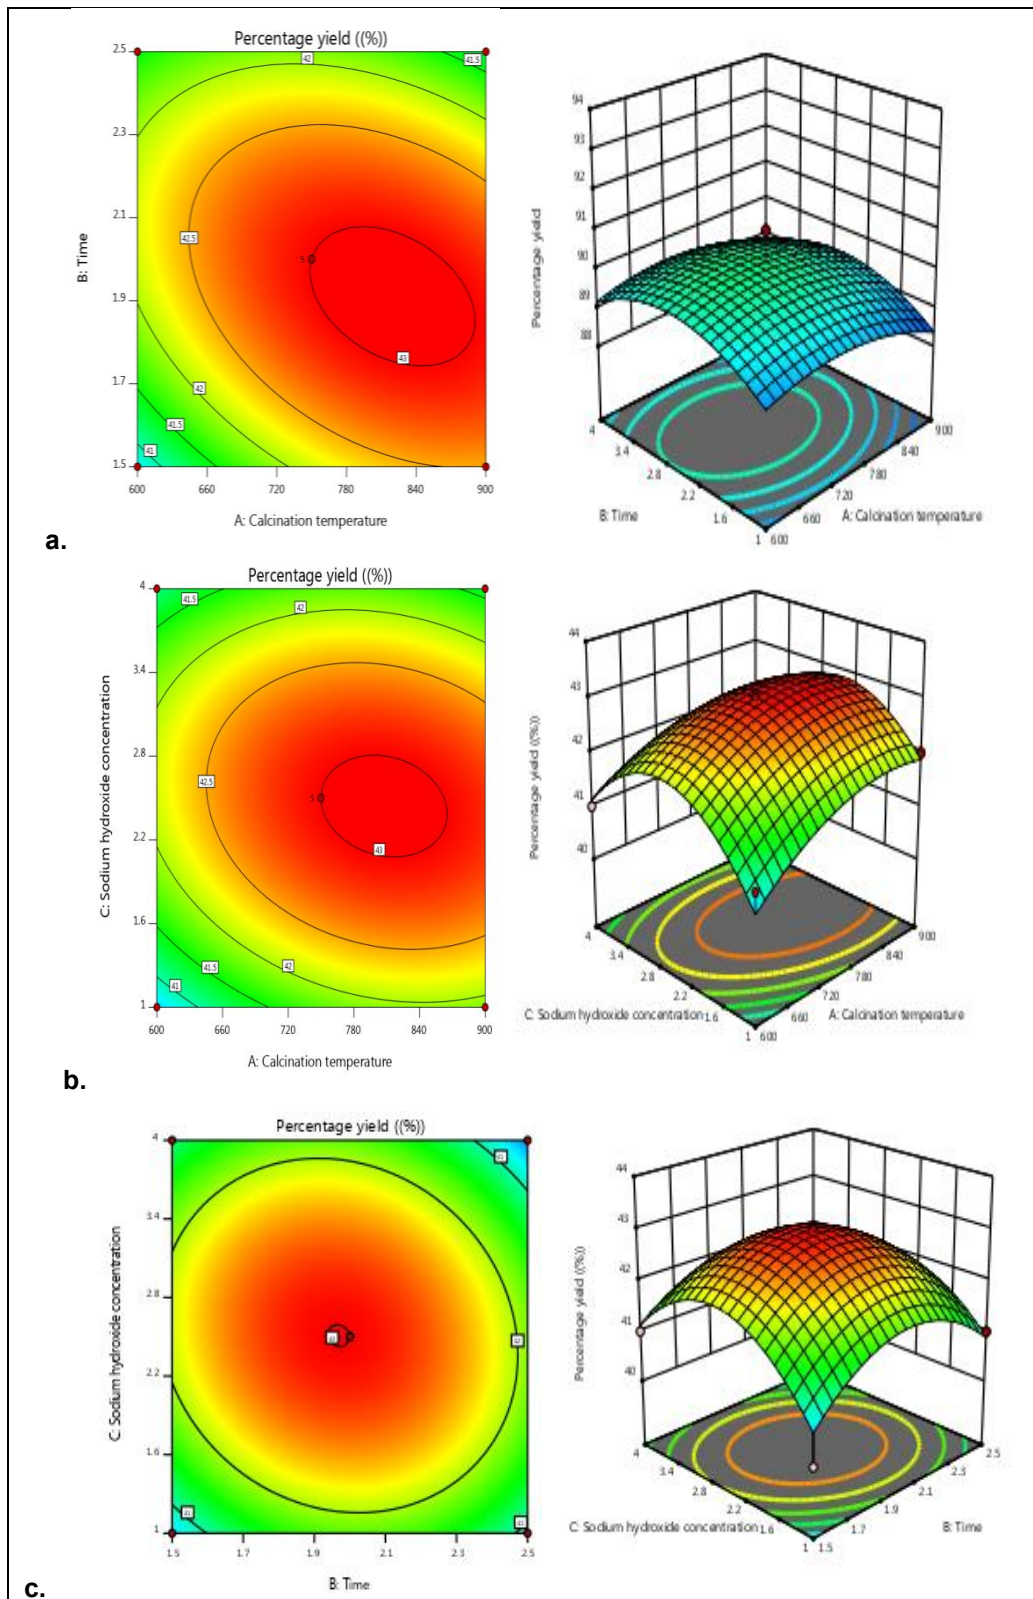 Percentage yield ((%))
2.5
2.3
2.1
1.9
1.7
1.5
B: Time
42
41.5
42.5
5
43
42
41.5
41
600 660 720 780 840 900
A: Calcination temperature
94
93
92
91
90
89
88
Percentage yield
4 3.4 2.8 2.2 1.6 1
B: Time
600 660 720 780 840 900
A: Calcination temperature
a.
Percentage yield ((%))
4
3.4
2.8
2.2
1.6
1
C: Sodium hydroxide concentration
41.5
42
42.5
5
43
42
41.5
41
600 660 720 780 840 900
A: Calcination temperature
44
43
42
41
40
Percentage yield ((%))
4 3.4 2.8 2.2 1.6 1
C: Sodium hydroxide concentration
600 660 720 780 840 900
A: Calcination temperature
b.
Percentage yield ((%))
4
3.4
2.8
2.2
1.6
1
C: Sodium hydroxide concentration
41
42
41
41
1.5 1.7 1.9 2.1 2.3 2.5
B: Time
44
43
42
41
40
Percentage yield ((%))
4 3.4 2.8 2.2 1.6 1
C: Sodium hydroxide concentration
1.5 1.7 1.9 2.1 2.3 2.5
B: Time
c.